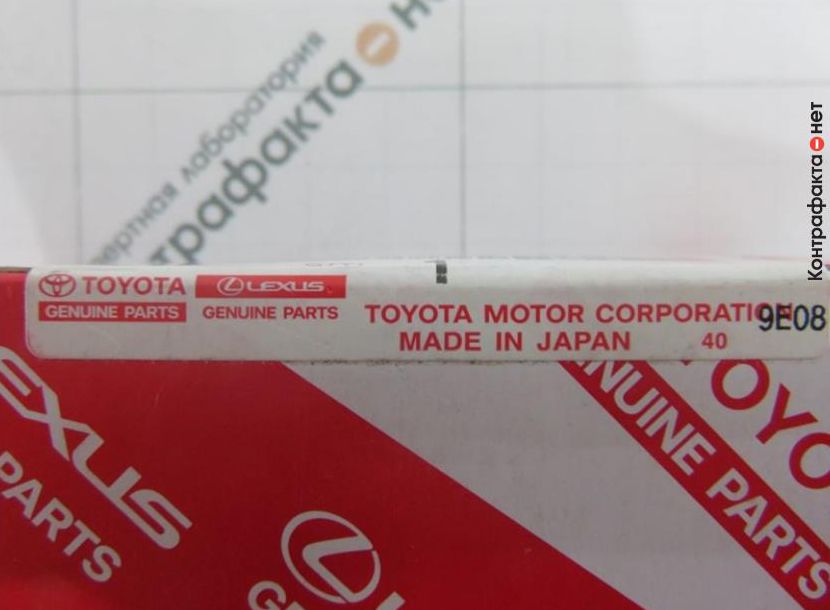 экспертная лаборатория
Контрафакта нет
Контрафакта нет
TOYOTA LEXUS
GENUINE PARTS GENUINE PARTS
TOYOTA MOTOR CORPORATION
9E08
MADE IN JAPAN 40
LEXUS
PARTS
GENUINE PARTS
TOYO